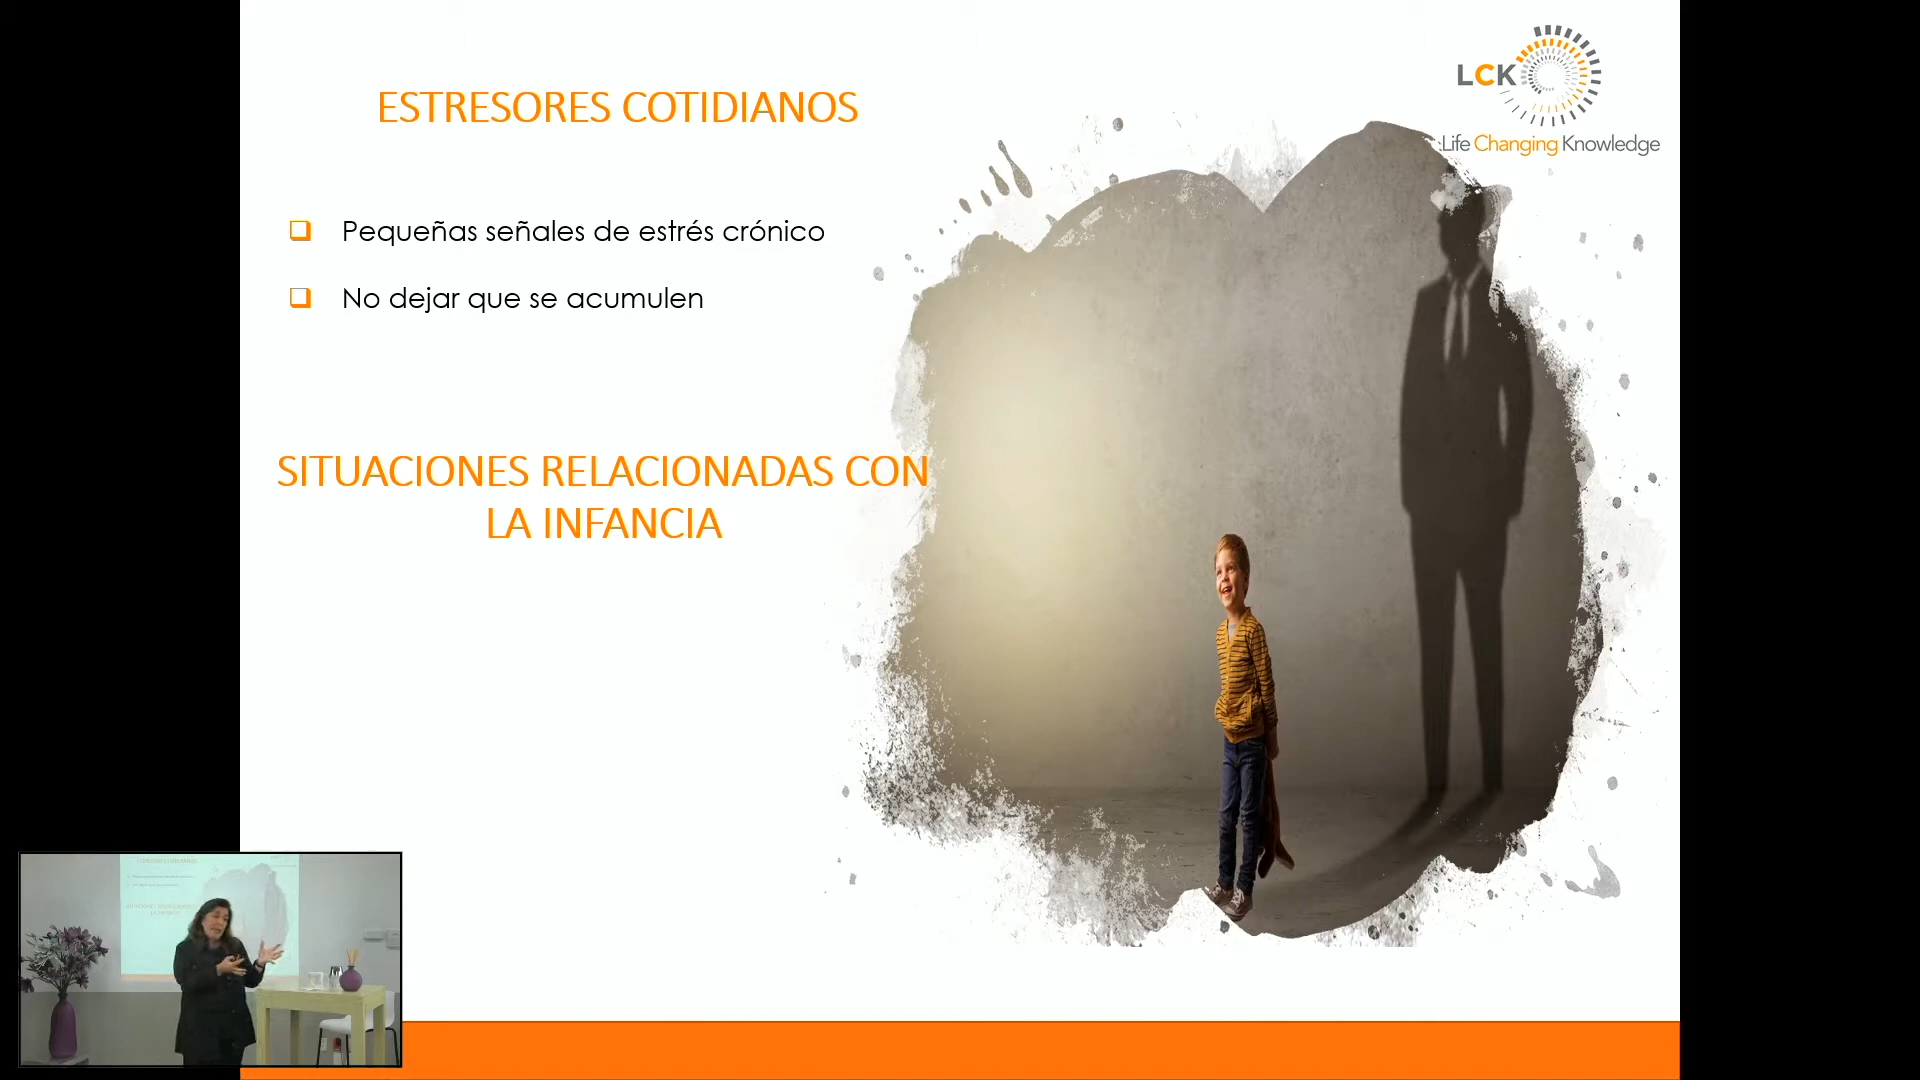 ESTRESORES COTIDIANOS
LCK
Life Changing Knowledge
Pequeñas señales de estrés crónico
No dejar que se acumulen
SITUACIONES RELACIONADAS CON
LA INFANCIA